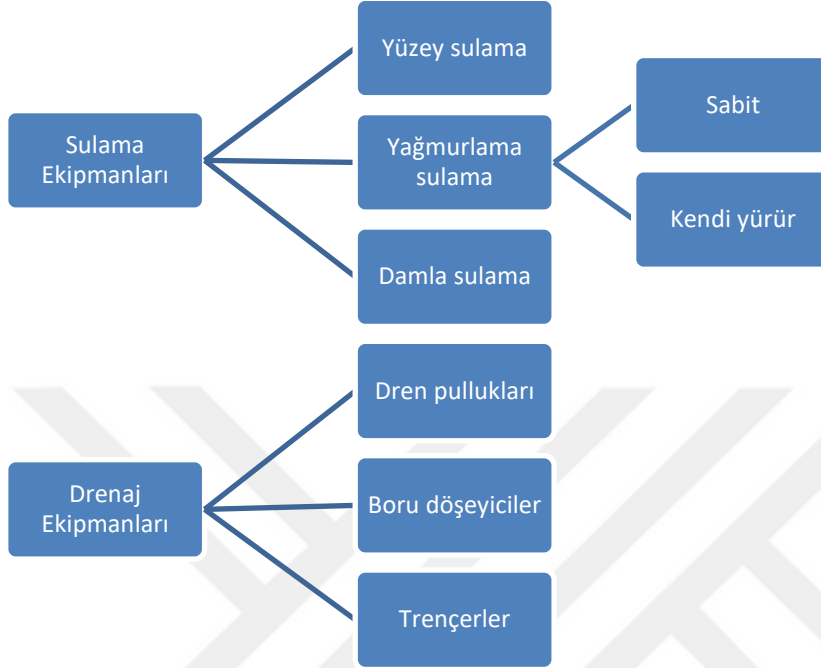 Sulama
Ekipmanları
Yüzey sulama
Yağmurlama
sulama
Sabit
Kendi yürür
Damla sulama
Drenaj
Ekipmanları
Dren pullukları
Boru döşeyiciler
Trençerler